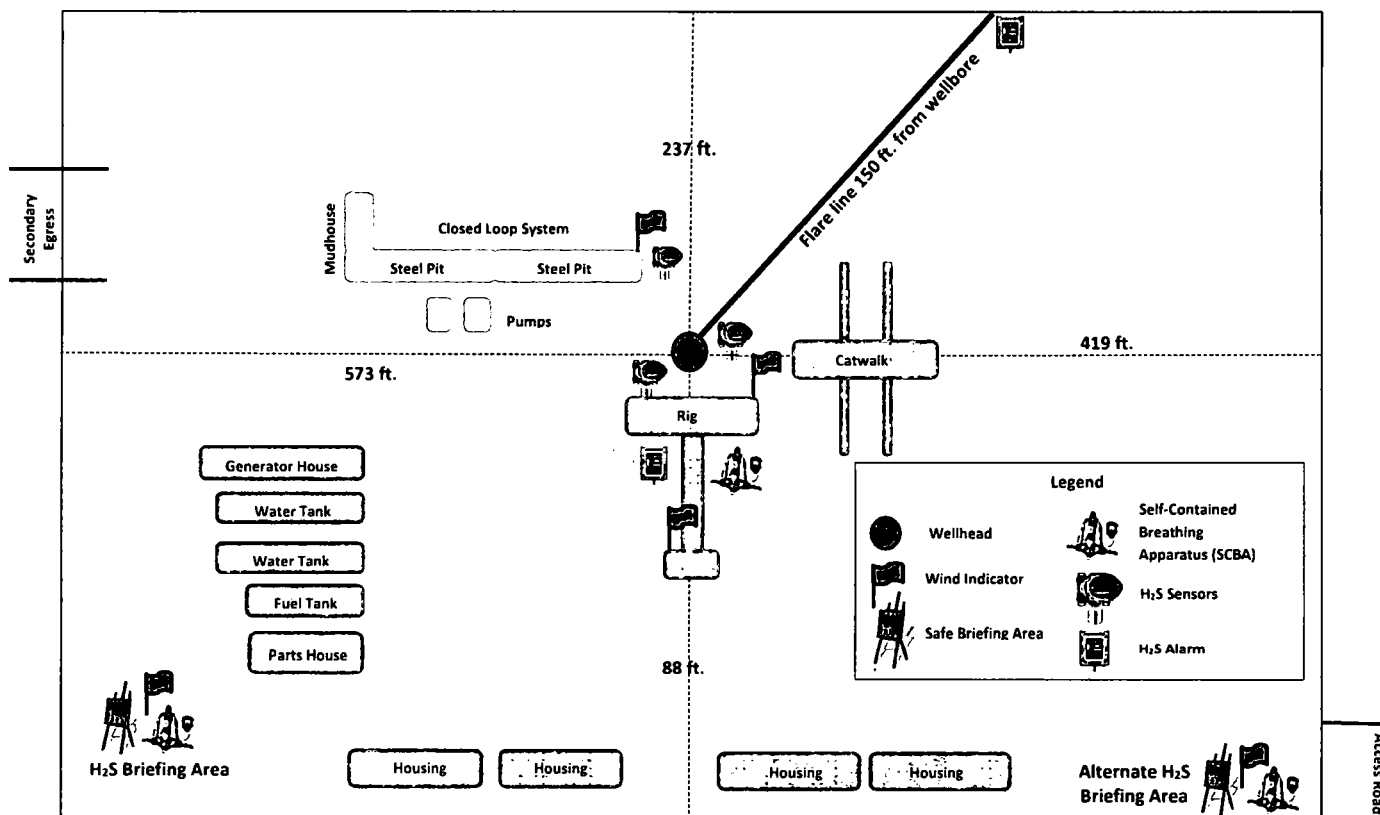 237 ft.
Flare line 150 ft. from wellbore
Secondary
Egress
Mudhouse
Closed Loop System
Steel Pit
Steel Pit
Pumps
573 ft.
419 ft.
Catwalk
Rig
Generator House
Water Tank
Water Tank
Fuel Tank
Parts House
88 ft.
Legend
Wellhead
Wind Indicator
Safe Briefing Area
Self-Contained
Breathing
Apparatus (SCBA)
H₂S Sensors
H₂S Alarm
H₂S Briefing Area
Housing
Housing
Housing
Housing
Alternate H₂S
Briefing Area
Access Road